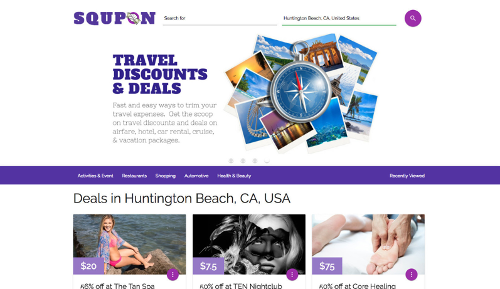 SQUPON
Search for
Huntington Beach, CA, United States
TRAVEL
DISCOUNTS
& DEALS
Fast and easy ways to trim your
travel expenses. Get the scoop
on travel discounts and deals on
airfare, hotel, car rental, cruise,
& vacation packages.
Activities & Event Restaurants Shopping Automotive Health & Beauty Recently Viewed
Deals in Huntington Beach, CA, USA
$20 $7.5 $75
56% off at The Tan Spa 50% off at TEN Nightclub 50% off at Core Healing